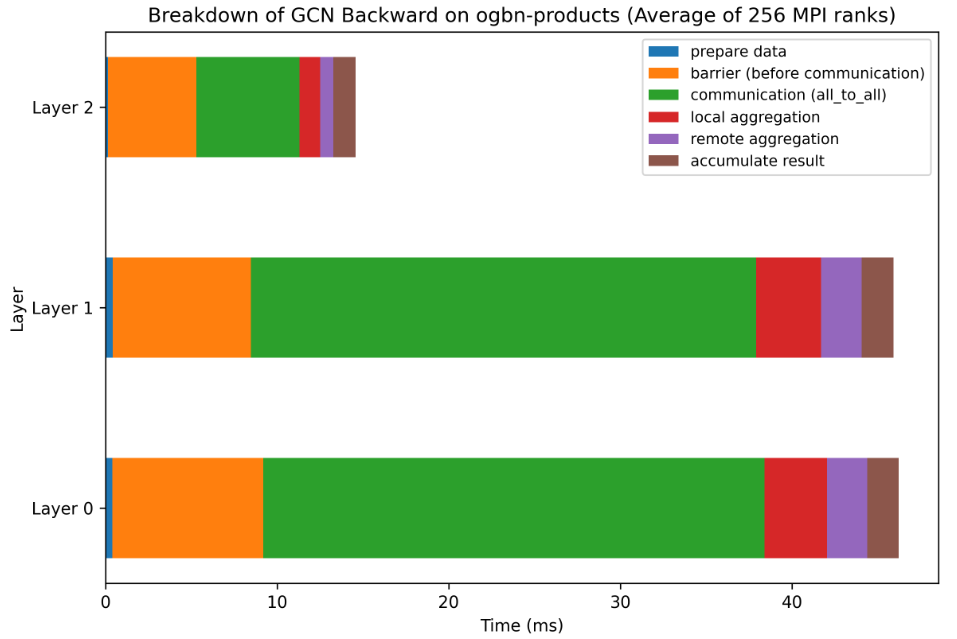 Breakdown of GCN Backward on ogbn-products (Average of 256 MPI ranks)
prepare data
barrier (before communication)
communication (all_to_all)
local aggregation
remote aggregation
accumulate result
Layer 2
Layer 1
Layer 0
Layer
0 10 20 30 40
Time (ms)